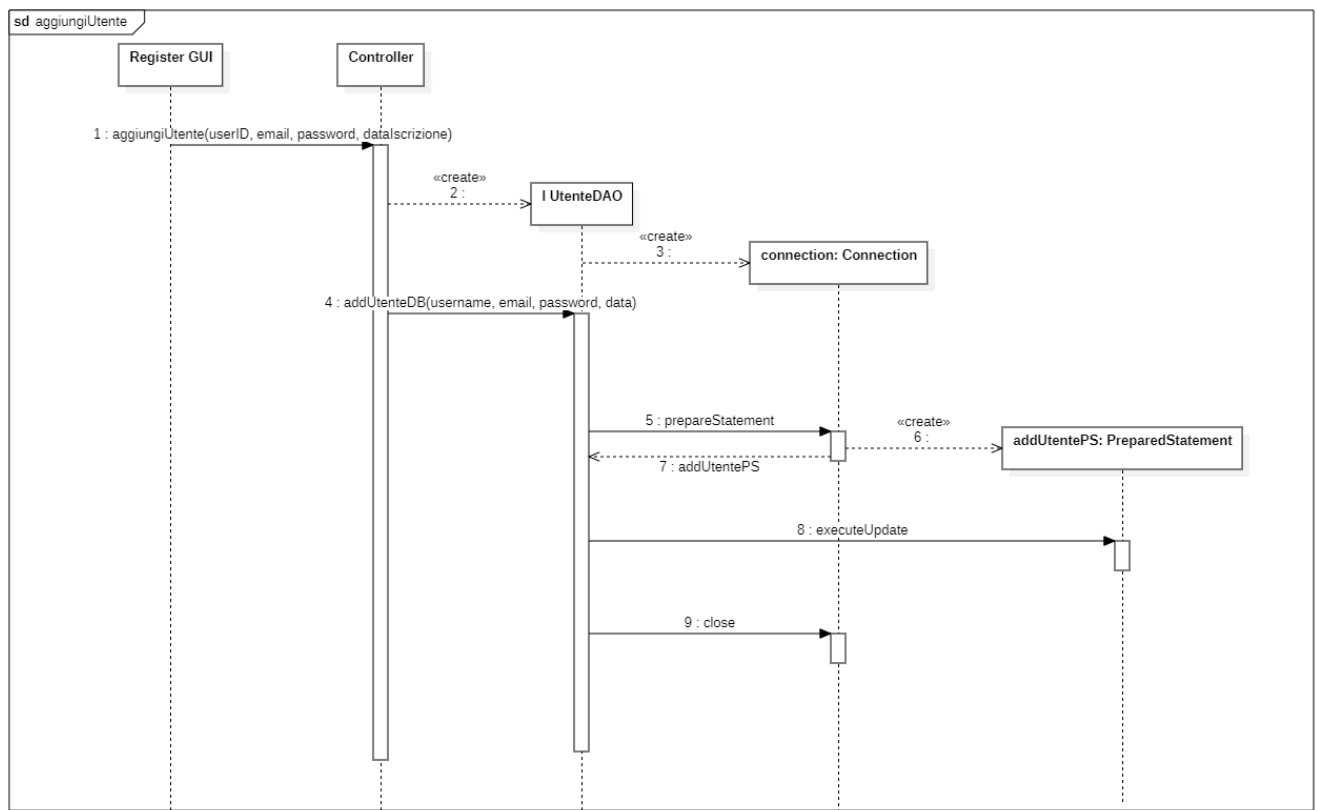 sd aggiungiUtente
Register GUI
Controller
1 : aggiungiUtente(userID, email, password, dataIscrizione)
«create»
2 :
I UtenteDAO
«create»
3 :
connection: Connection
4 : addUtenteDB(username, email, password, data)
5 : prepareStatement
«create»
6 :
addUtentePS: PreparedStatement
7 : addUtentePS
8 : executeUpdate
9 : close